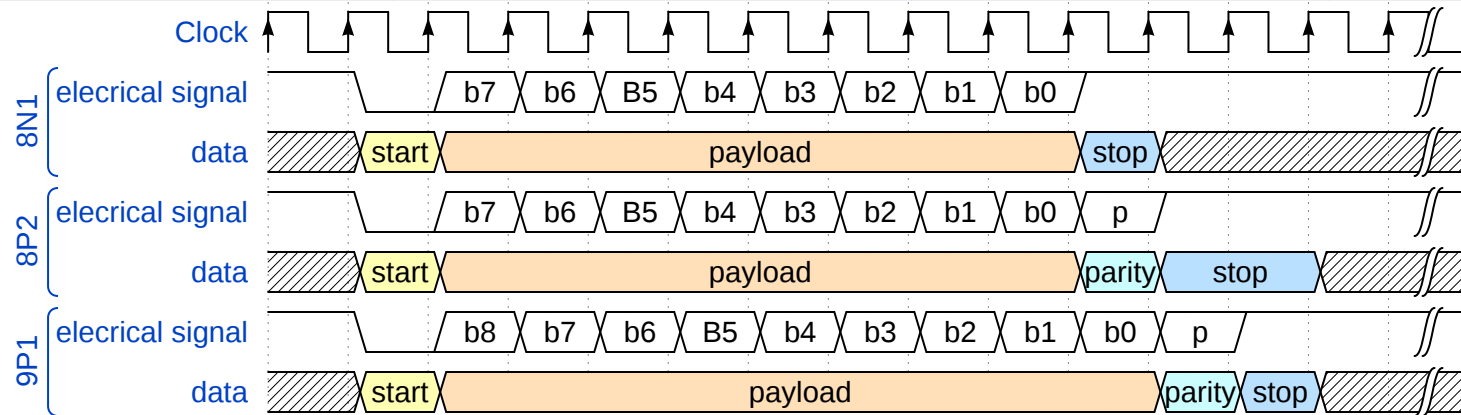 Clock
8N1
elecrical signal b7 b6 B5 b4 b3 b2 b1 b0
data start payload stop
8P2
elecrical signal b7 b6 B5 b4 b3 b2 b1 b0 p
data start payload parity stop
9P1
elecrical signal b8 b7 b6 B5 b4 b3 b2 b1 b0 p
data start payload parity stop